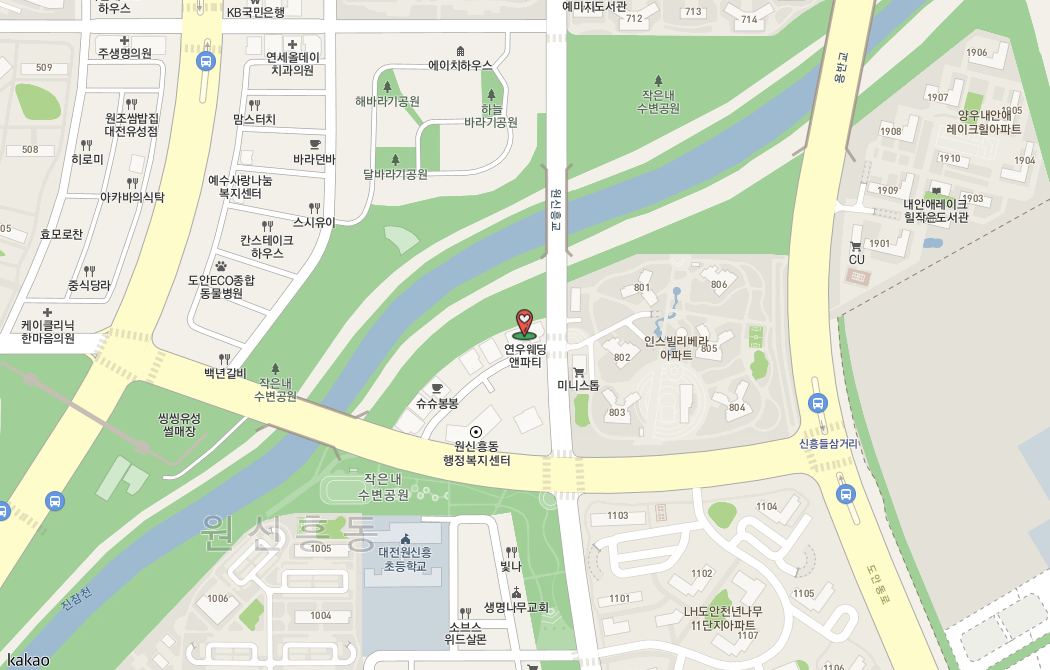 하우스
KB국민은행
예미지도서관
712
713
714
주생명의원
509
연세올데이
치과의원
에이치하우스
용반교
1906
해바라기공원
하늘
바라기공원
작은내
수변공원
1907
1905
양우내안애
레이크힐아파트
원조쌈밥집
대전유성점
맘스터치
1908
508
히로미
바라던바
달바라기공원
1910
1904
아카바의식탁
예수사랑나눔
복지센터
1909
1903
내안애레이크
힐작은도서관
스시유이
원신흥교
05
효모로찬
칸스테이크
하우스
1901
CU
중식당라
도안ECO종합
동물병원
801
806
케이클리닉
한마음의원
연우웨딩
앤파티
인스빌리베라
아파트
802
805
백년갈비
작은내
수변공원
미니스톱
슈슈봉봉
803
804
씽씽유성
썰매장
원신흥동
행정복지센터
신흥들삼거리
작은내
수변공원
1104
1103
원신흥동
1005
대전원신흥
초등학교
빛나
1102
도안동로
진잠천
1006
1004
생명나무교회
1101
1105
소브스
위드살몬
LH도안천년나무
11단지아파트
1107
kakao